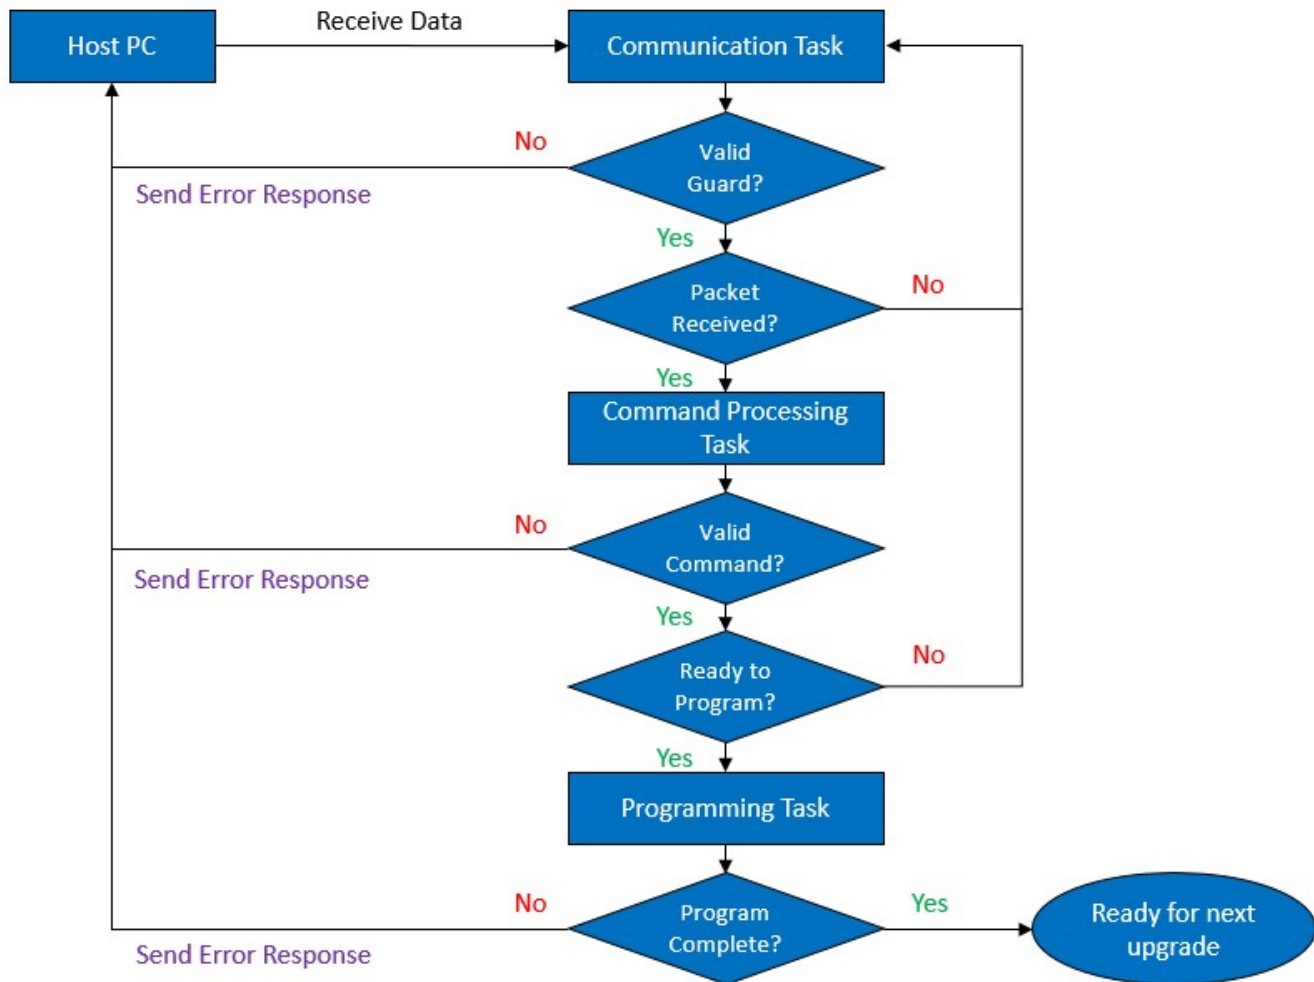 Receive Data
Host PC
Communication Task
No
Valid
Guard?
Send Error Response
Yes
Packet
Received?
No
Yes
Command Processing
Task
No
Valid
Command?
Send Error Response
Yes
Ready to
Program?
No
Yes
Programming Task
No
Program
Complete?
Yes
Ready for next
upgrade
Send Error Response